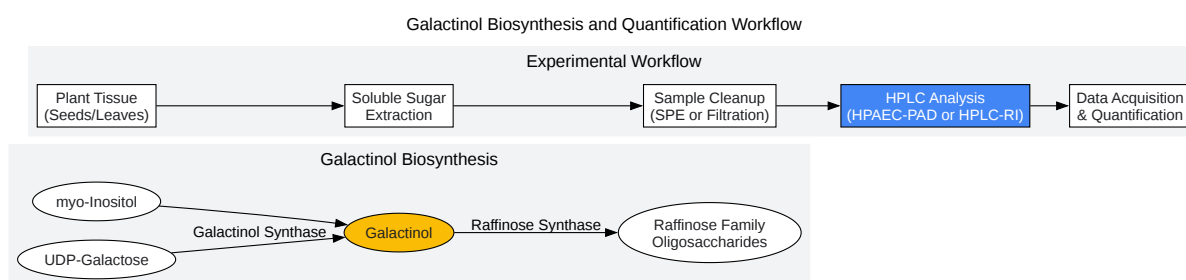 Galactinol Biosynthesis and Quantification Workflow
Experimental Workflow
Plant Tissue
(Seeds/Leaves)
Soluble Sugar
Extraction
Sample Cleanup
(SPE or Filtration)
HPLC Analysis
(HPAEC-PAD or HPLC-RI)
Data Acquisition
& Quantification
Galactinol Biosynthesis
myo-Inositol
UDP-Galactose
Galactinol Synthase
Galactinol
Raffinose Synthase
Raffinose Family
Oligosaccharides